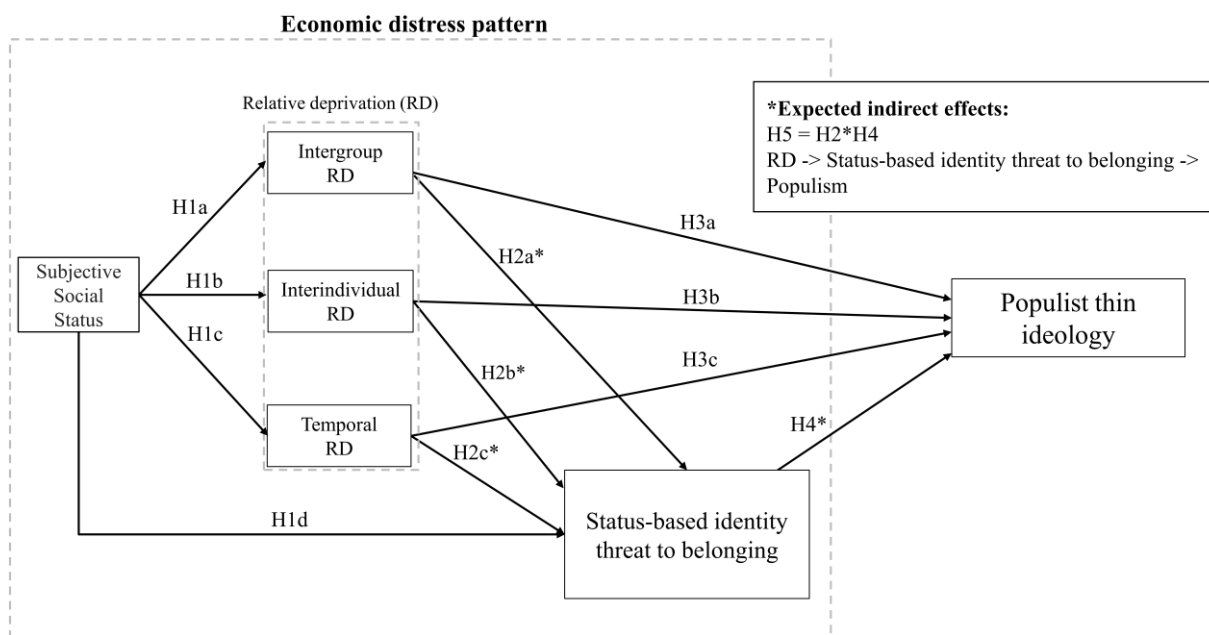 Economic distress pattern
Relative deprivation (RD)
*Expected indirect effects:
H5 = H2*H4
RD -> Status-based identity threat to belonging ->
Populism
Intergroup
RD
H1a
H3a
H2a*
Subjective
Social
Status
H1b
Interindividual
RD
H3b
Populist thin
ideology
H1c
H2b*
H3c
Temporal
RD
H2c*
H4*
H1d
Status-based identity
threat to belonging